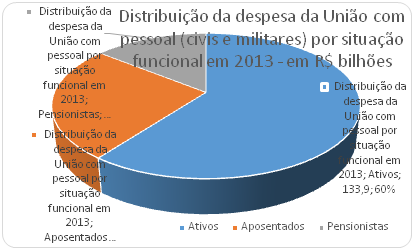 Distribuição da despesa da União com
pessoal (civis e militares) por situação
funcional em 2013 - em R$ bilhões
Distribuição da
despesa da
União com
pessoal por
situação
funcional em
2013;
Pensionistas;...
Distribuição da
despesa da
União com
pessoal por
situação
funcional em
2013;
Aposentados...
Distribuição da
despesa da
União com
pessoal por
situação
funcional em
2013; Ativos;
133,9; 60%
Ativos
Aposentados
Pensionistas